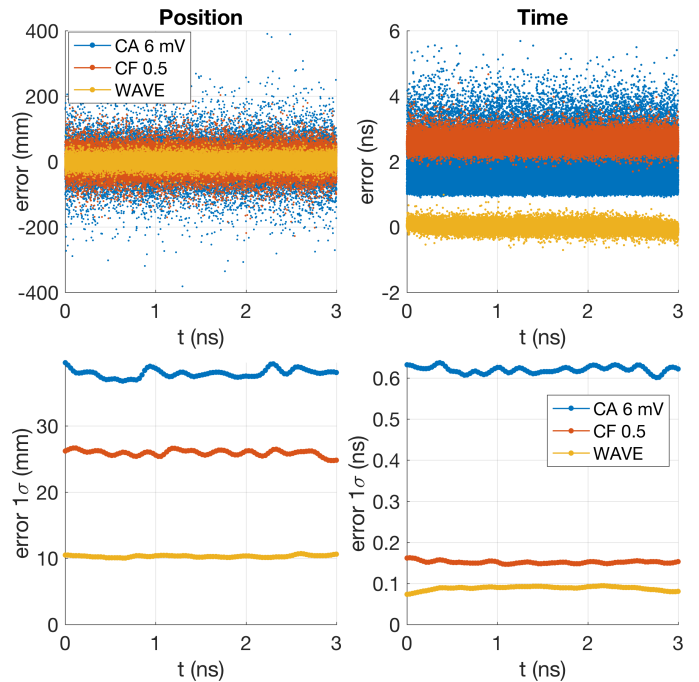 Position
400
200
0
-200
-400
error (mm)
CA 6 mV
CF 0.5
WAVE
0 1 2 3
t (ns)
Time
6
4
2
0
-2
error (ns)
0 1 2 3
t (ns)
30
20
10
0
error 1σ (mm)
0 1 2 3
t (ns)
0.6
0.5
0.4
0.3
0.2
0.1
0
error 1σ (ns)
CA 6 mV
CF 0.5
WAVE
0 1 2 3
t (ns)